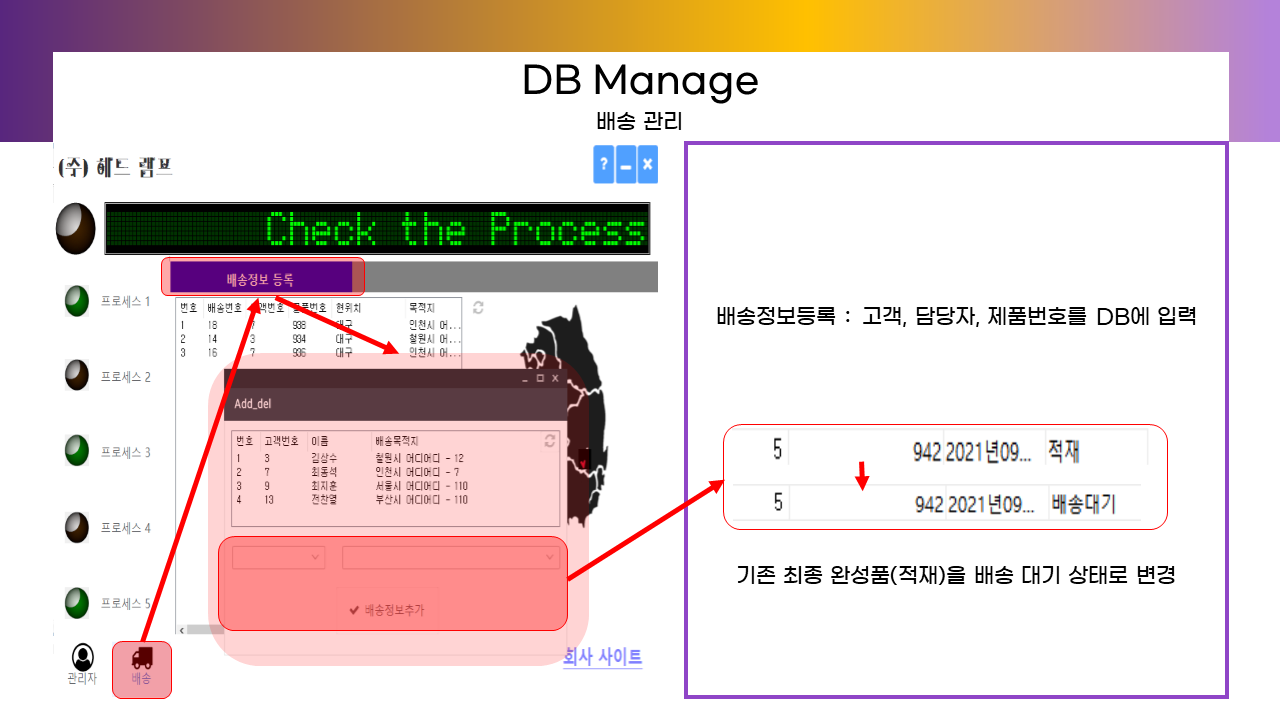 DB Manage
배송 관리
(주) 헤드 램프
Check the Process
배송정보 등록
프로세스 1
프로세스 2
프로세스 3
프로세스 4
프로세스 5
번호 배송번호 객번호 품번호 현위치 목적지
1 18 7 938 대구 인천시 어...
2 14 3 934 대구 철원시 어...
3 16 7 936 대구 인천시 어...
Add_del
번호 고객번호 이름 배송목적지
1 3 김삼수 철원시 어디어디 - 12
2 7 최동석 인천시 어디어디 - 7
3 9 최지훈 서울시 어디어디 - 110
4 13 전찬열 부산시 어디어디 - 110
배송정보추가
관리자
배송
회사 사이트
배송정보등록 : 고객, 담당자, 제품번호를 DB에 입력
5 942 2021년09... 적재
5 942 2021년09... 배송대기
기존 최종 완성품(적재)을 배송 대기 상태로 변경